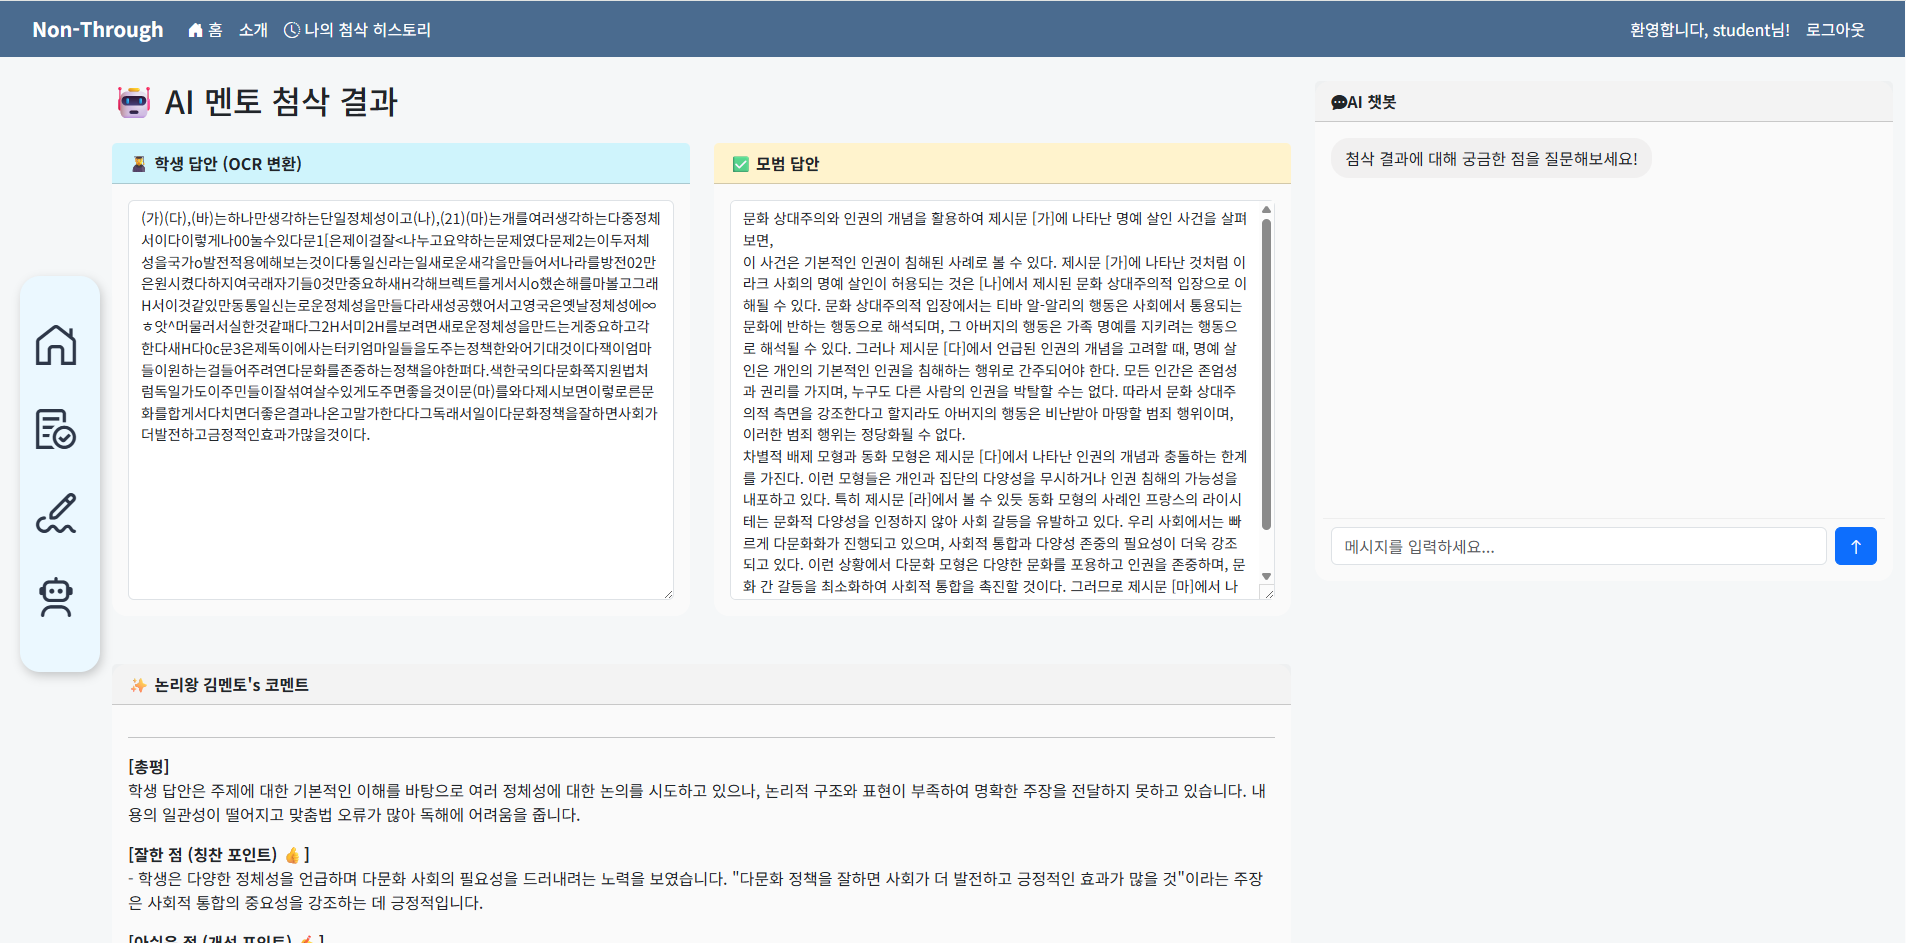 Non-Through 홈 소개 나의 첨삭 히스토리 환영합니다, student님! 로그아웃
AI 멘토 첨삭 결과
학생 답안 (OCR 변환)
(가)(다),(바)는하나만생각하는단일정체성이고(나),(21)(마)는개를여러생각하는다중정체
서이다이렇게나00눌수있다문1[은제이걸잘<나누고요약하는문제였다문제2는이두저체
성을국가o발전적용에해보는것이다통일신라는일새로운새각을만들어서나라를방전02만
은원시켰다하지여국래자기들0것만중요하새H각해브렉트를게서시o했손해를마볼고그래
H서이것같있만동통일신는로운정체성을만들다라새성공했어서고영국은옛날정체성에∞
ㅎ앗^머물러서실한것같패다그2H서미2H를보려면새로운정체성을만드는게중요하고각
한다새H다0c문3은제독이에사는터키엄마일들을도주는정책한와어기대것이다잭이엄마
들이원하는걸들어주려연다문화를존중하는정책을야한펴다.색한국의다문화쪽지원법처
럼독일가도이주민들이잘섞여살수있게도주면좋을것이문(마)를와다제시보면이렇로른문
화를합게서다치면더좋은결과나온고말가한다다그독래서일이다문화정책을잘하면사회가
더발전하고금정적인효과가많을것이다.
모범 답안
문화 상대주의와 인권의 개념을 활용하여 제시문 [가]에 나타난 명예 살인 사건을 살펴
보면,
이 사건은 기본적인 인권이 침해된 사례로 볼 수 있다. 제시문 [가]에 나타난 것처럼 이
라크 사회의 명예 살인이 허용되는 것은 [나]에서 제시된 문화 상대주의적 입장으로 이
해될 수 있다. 문화 상대주의적 입장에서는 티바 알-알리의 행동은 사회에서 통용되는
문화에 반하는 행동으로 해석되며, 그 아버지의 행동은 가족 명예를 지키려는 행동으
로 해석될 수 있다. 그러나 제시문 [다]에서 언급된 인권의 개념을 고려할 때, 명예 살
인은 개인의 기본적인 인권을 침해하는 행위로 간주되어야 한다. 모든 인간은 존엄성
과 권리를 가지며, 누구도 다른 사람의 인권을 박탈할 수는 없다. 따라서 문화 상대주
의적 측면을 강조한다고 할지라도 아버지의 행동은 비난받아 마땅할 범죄 행위이며,
이러한 범죄 행위는 정당화될 수 없다.
차별적 배제 모형과 동화 모형은 제시문 [다]에서 나타난 인권의 개념과 충돌하는 한계
를 가진다. 이런 모형들은 개인과 집단의 다양성을 무시하거나 인권 침해의 가능성을
내포하고 있다. 특히 제시문 [라]에서 볼 수 있듯 동화 모형의 사례인 프랑스의 라이시
테는 문화적 다양성을 인정하지 않아 사회 갈등을 유발하고 있다. 우리 사회에서는 빠
르게 다문화화가 진행되고 있으며, 사회적 통합과 다양성 존중의 필요성이 더욱 강조
되고 있다. 이런 상황에서 다문화 모형은 다양한 문화를 포용하고 인권을 존중하며, 문
화 간 갈등을 최소화하여 사회적 통합을 촉진할 것이다. 그러므로 제시문 [마]에서 나
AI 챗봇
첨삭 결과에 대해 궁금한 점을 질문해보세요!
메시지를 입력하세요...
논리왕 김멘토's 코멘트
[총평]
학생 답안은 주제에 대한 기본적인 이해를 바탕으로 여러 정체성에 대한 논의를 시도하고 있으나, 논리적 구조와 표현이 부족하여 명확한 주장을 전달하지 못하고 있습니다. 내
용의 일관성이 떨어지고 맞춤법 오류가 많아 독해에 어려움을 줍니다.
[잘한 점 (칭찬 포인트) 👍 ]
- 학생은 다양한 정체성을 언급하며 다문화 사회의 필요성을 드러내려는 노력을 보였습니다. "다문화 정책을 잘하면 사회가 더 발전하고 긍정적인 효과가 많을 것"이라는 주장
은 사회적 통합의 중요성을 강조하는 데 긍정적입니다.
[아쉬운 점 (개선 포인트) ✍ ]